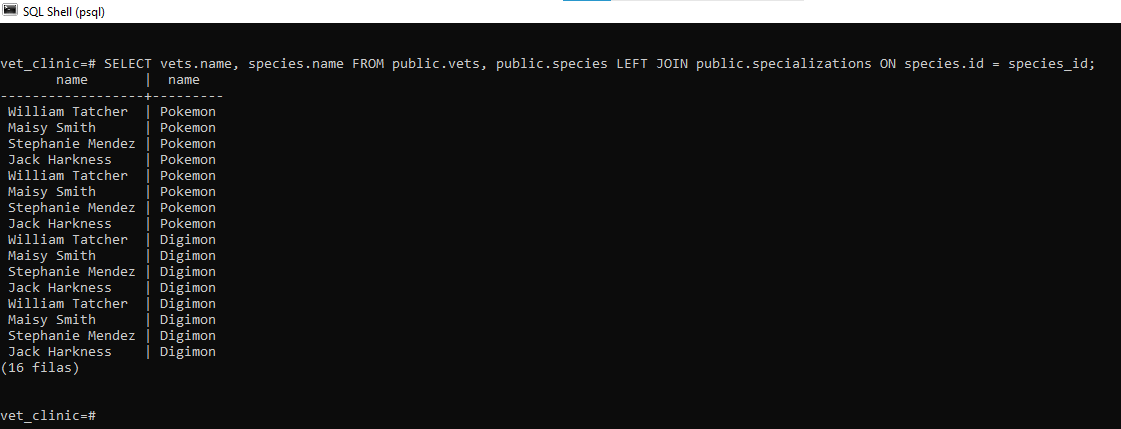 SQL Shell (psql)
vet_clinic=# SELECT vets.name, species.name FROM public.vets, public.species LEFT JOIN public.specializations ON species.id = species_id;
       name       |  name
------------------+---------
 William Tatcher  | Pokemon
 Maisy Smith      | Pokemon
 Stephanie Mendez | Pokemon
 Jack Harkness    | Pokemon
 William Tatcher  | Pokemon
 Maisy Smith      | Pokemon
 Stephanie Mendez | Pokemon
 Jack Harkness    | Pokemon
 William Tatcher  | Digimon
 Maisy Smith      | Digimon
 Stephanie Mendez | Digimon
 Jack Harkness    | Digimon
 William Tatcher  | Digimon
 Maisy Smith      | Digimon
 Stephanie Mendez | Digimon
 Jack Harkness    | Digimon
(16 filas)
vet_clinic=#